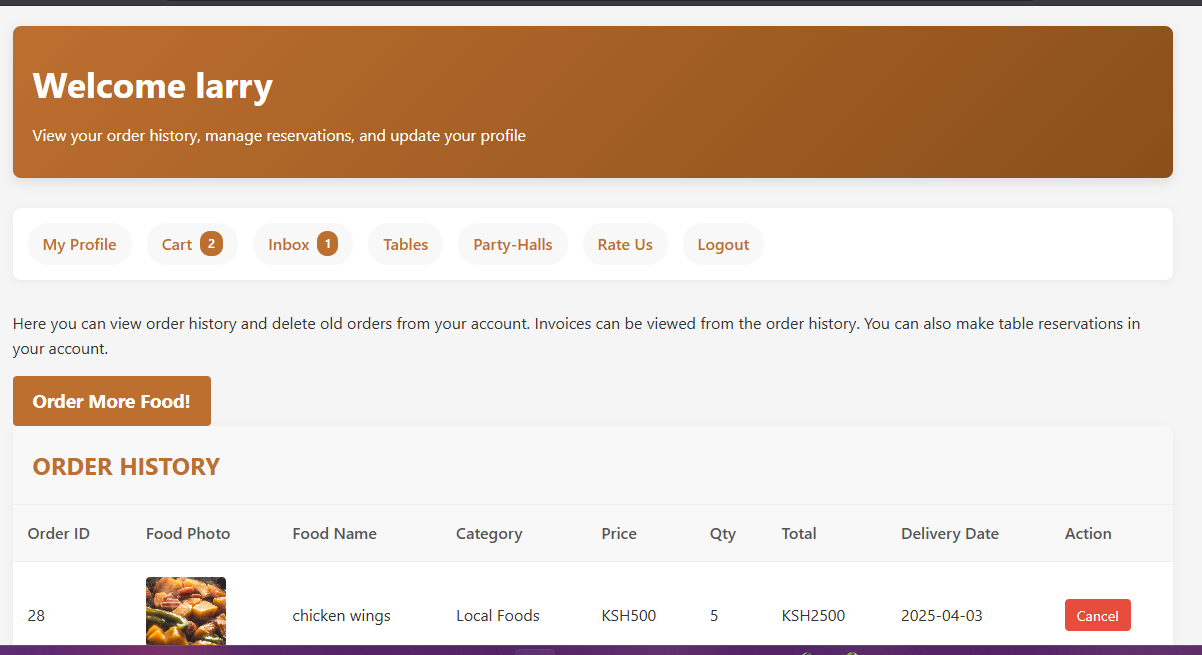 Welcome larry
View your order history, manage reservations, and update your profile
My Profile Cart 2 Inbox 1 Tables Party-Halls Rate Us Logout
Here you can view order history and delete old orders from your account. Invoices can be viewed from the order history. You can also make table reservations in
your account.
Order More Food!
ORDER HISTORY
Order ID Food Photo Food Name Category Price Qty Total Delivery Date Action
28 chicken wings Local Foods KSH500 5 KSH2500 2025-04-03 Cancel